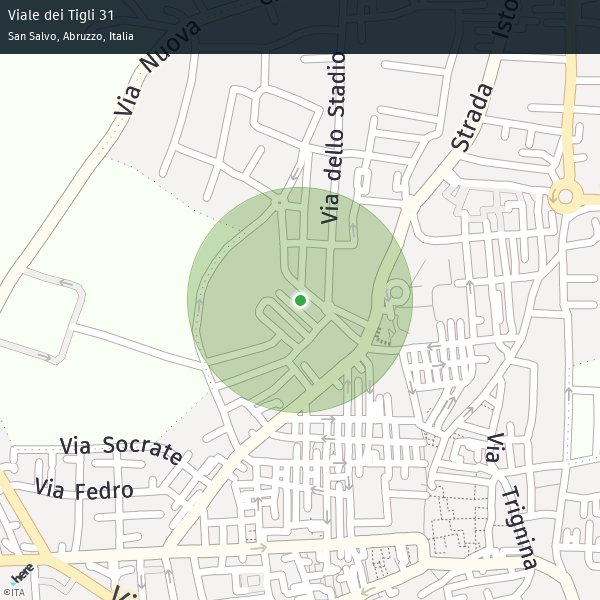 Viale dei Tigli 31
San Salvo, Abruzzo, Italia
Via Nuova
Via dello Stadio
Strada Isto
Via Socrate
Via Fedro
Via Trignina
Vi
here
©ITA